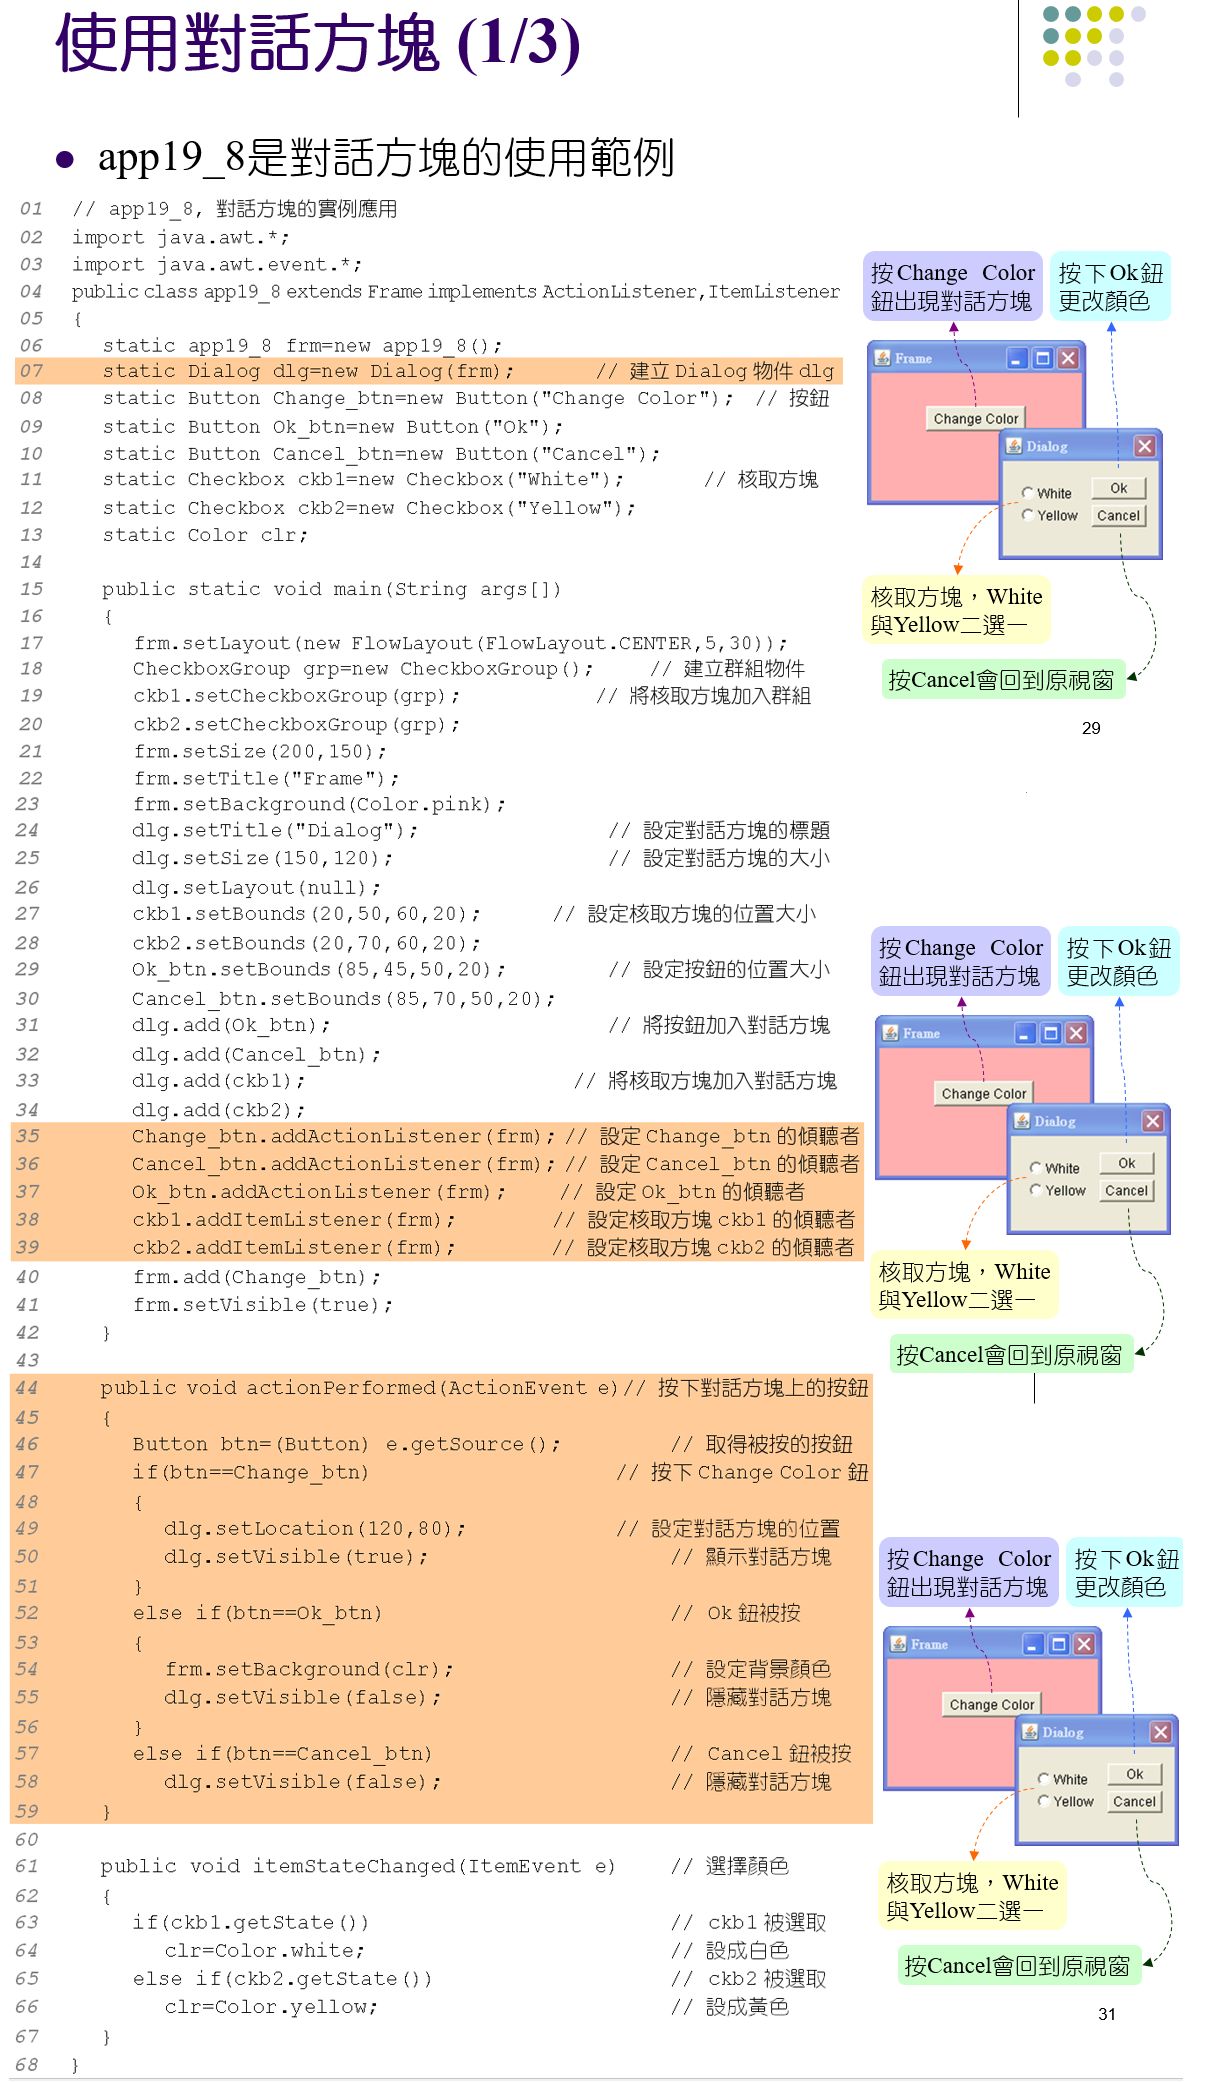 使用對話方塊 (1/3)
● app19_8是對話方塊的使用範例
01 // app19_8, 對話方塊的實例應用
02 import java.awt.*;
03 import java.awt.event.*;
04 public class app19_8 extends Frame implements ActionListener,ItemListener
05 {
06 static app19_8 frm=new app19_8();
07 static Dialog dlg=new Dialog(frm); // 建立 Dialog 物件 dlg
08 static Button Change_btn=new Button("Change Color"); // 按鈕
09 static Button Ok_btn=new Button("Ok");
10 static Button Cancel_btn=new Button("Cancel");
11 static Checkbox ckb1=new Checkbox("White"); // 核取方塊
12 static Checkbox ckb2=new Checkbox("Yellow");
13 static Color clr;
14
15 public static void main(String args[])
16 {
17 frm.setLayout(new FlowLayout(FlowLayout.CENTER,5,30));
18 CheckboxGroup grp=new CheckboxGroup(); // 建立群組物件
19 ckb1.setCheckboxGroup(grp); // 將核取方塊加入群組
20 ckb2.setCheckboxGroup(grp);
21 frm.setSize(200,150);
22 frm.setTitle("Frame");
23 frm.setBackground(Color.pink);
24 dlg.setTitle("Dialog"); // 設定對話方塊的標題
25 dlg.setSize(150,120); // 設定對話方塊的大小
26 dlg.setLayout(null);
27 ckb1.setBounds(20,50,60,20); // 設定核取方塊的位置大小
28 ckb2.setBounds(20,70,60,20);
29 Ok_btn.setBounds(85,45,50,20); // 設定按鈕的位置大小
30 Cancel_btn.setBounds(85,70,50,20);
31 dlg.add(Ok_btn); // 將按鈕加入對話方塊
32 dlg.add(Cancel_btn);
33 dlg.add(ckb1); // 將核取方塊加入對話方塊
34 dlg.add(ckb2);
35 Change_btn.addActionListener(frm); // 設定 Change_btn 的傾聽者
36 Cancel_btn.addActionListener(frm); // 設定 Cancel_btn 的傾聽者
37 Ok_btn.addActionListener(frm); // 設定 Ok_btn 的傾聽者
38 ckb1.addItemListener(frm); // 設定核取方塊 ckb1 的傾聽者
39 ckb2.addItemListener(frm); // 設定核取方塊 ckb2 的傾聽者
40 frm.add(Change_btn);
41 frm.setVisible(true);
42 }
43
44 public void actionPerformed(ActionEvent e)// 按下對話方塊上的按鈕
45 {
46 Button btn=(Button) e.getSource(); // 取得被按的按鈕
47 if(btn==Change_btn) // 按下 Change Color 鈕
48 {
49 dlg.setLocation(120,80); // 設定對話方塊的位置
50 dlg.setVisible(true); // 顯示對話方塊
51 }
52 else if(btn==Ok_btn) // Ok 鈕被按
53 {
54 frm.setBackground(clr); // 設定背景顏色
55 dlg.setVisible(false); // 隱藏對話方塊
56 }
57 else if(btn==Cancel_btn) // Cancel 鈕被按
58 dlg.setVisible(false); // 隱藏對話方塊
59 }
60
61 public void itemStateChanged(ItemEvent e) // 選擇顏色
62 {
63 if(ckb1.getState()) // ckb1 被選取
64 clr=Color.white; // 設成白色
65 else if(ckb2.getState()) // ckb2 被選取
66 clr=Color.yellow; // 設成黃色
67 }
68 }
按Change Color
鈕出現對話方塊
按下Ok鈕
更改顏色
Frame
Change Color
Dialog
White
Ok
Yellow
Cancel
核取方塊，White
與Yellow二選一
按Cancel會回到原視窗
29
按Change Color
鈕出現對話方塊
按下Ok鈕
更改顏色
Frame
Change Color
Dialog
White
Ok
Yellow
Cancel
核取方塊，White
與Yellow二選一
按Cancel會回到原視窗
按Change Color
鈕出現對話方塊
按下Ok鈕
更改顏色
Frame
Change Color
Dialog
White
Ok
Yellow
Cancel
核取方塊，White
與Yellow二選一
按Cancel會回到原視窗
31